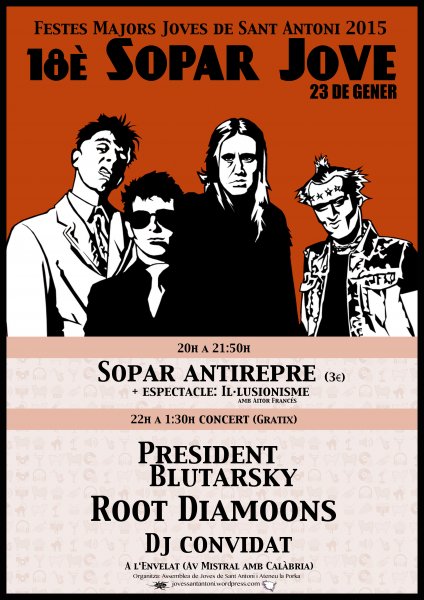 Festes Majors Joves de Sant Antoni 2015
18è Sopar Jove
23 DE GENER
20h a 21:50h
Sopar antirepre (3€)
+ espectacle: Il·lusionisme
amb Aitor Francés
22h a 1:30h concert (Gratix)
President
Blutarsky
Root Diamoons
Dj convidat
A l'Envelat (Av Mistral amb Calàbria)
Organitza: Assemblea de Joves de Sant Antoni i Ateneu la Porka
jovessantantoni.wordpress.com